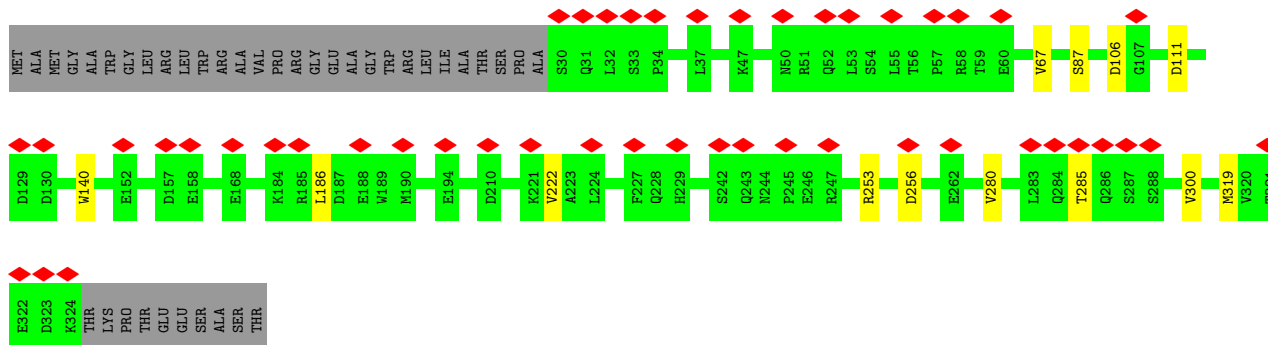 MET ALA MET GLY ALA TRP GLY LEU ARG LEU TRP ARG ALA VAL PRO ARG GLY GLU ALA GLY TRP ARG LEU ILE ALA THR SER PRO ALA S30 Q31 L32 S33 P34 L37 K47 N50 R51 Q52 L53 S54 L55 T56 P57 R58 T59 E60 V67 S87 D106 G107 D111
D129 D130 W140 E152 D157 E158 E168 K184 R185 L186 D187 E188 W189 M190 E194 D210 K221 V222 A223 L224 F227 Q228 H229 S242 Q243 N244 P245 E246 R247 R253 D256 E262 V280 L283 Q284 T285 Q286 S287 S288 V300 M319 V320
E322 D323 K324 THR LYS PRO THR GLU GLU SER ALA SER THR